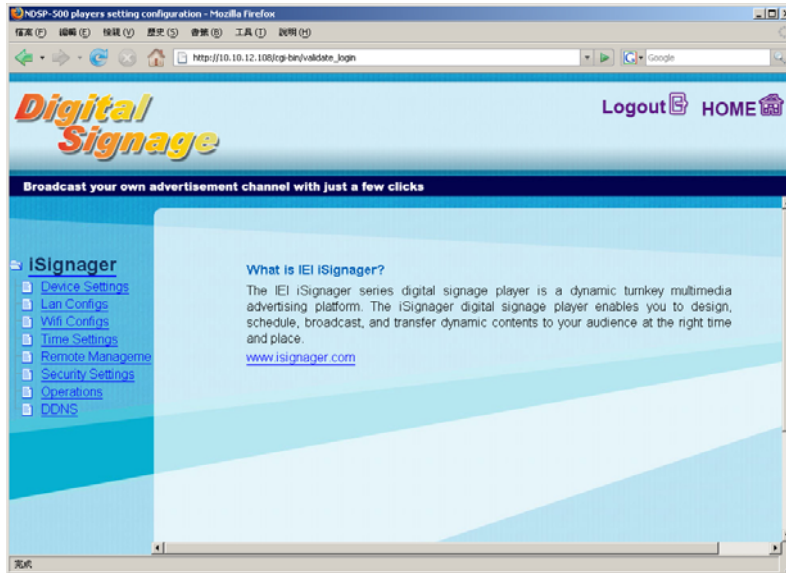 NDSP-500 players setting configuration - Mozilla Firefox
檔案(F) 編輯(E) 檢視(V) 歷史(S) 書籤(B) 工具(T) 說明(H)
http://10.10.12.108/cgi-bin/validate_login
Google
Digital
Signage
Logout HOME
Broadcast your own advertisement channel with just a few clicks
iSignager
Device Settings
Lan Configs
Wifi Configs
Time Settings
Remote Manageme
Security Settings
Operations
DDNS
What is IEI iSignager?
The IEI iSignager series digital signage player is a dynamic turnkey multimedia
advertising platform. The iSignager digital signage player enables you to design,
schedule, broadcast, and transfer dynamic contents to your audience at the right time
and place.
www.isignager.com
完成